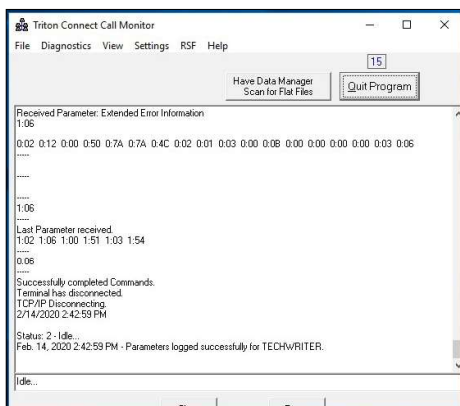 Triton Connect Call Monitor
File Diagnostics View Settings RSF Help
15
Have Data Manager
Scan for Flat Files
Quit Program
Received Parameter: Extended Error Information
1:06
0:02 0:12 0:00 0:50 0:7A 0:7A 0:4C 0:02 0:01 0:03 0:00 0:0B 0:00 0:00 0:00 0:00 0:03 0:06
-----
-----
-----
1:06
-----
Last Parameter received.
1:02 1:06 1:00 1:51 1:03 1:54
-----
0.06
-----
Successfully completed Commands.
Terminal has disconnected.
TCP/IP Disconnecting.
2/14/2020 2:42:59 PM
Status: 2 - Idle...
Feb. 14, 2020 2:42:59 PM - Parameters logged successfully for TECHWRITER.
Idle...